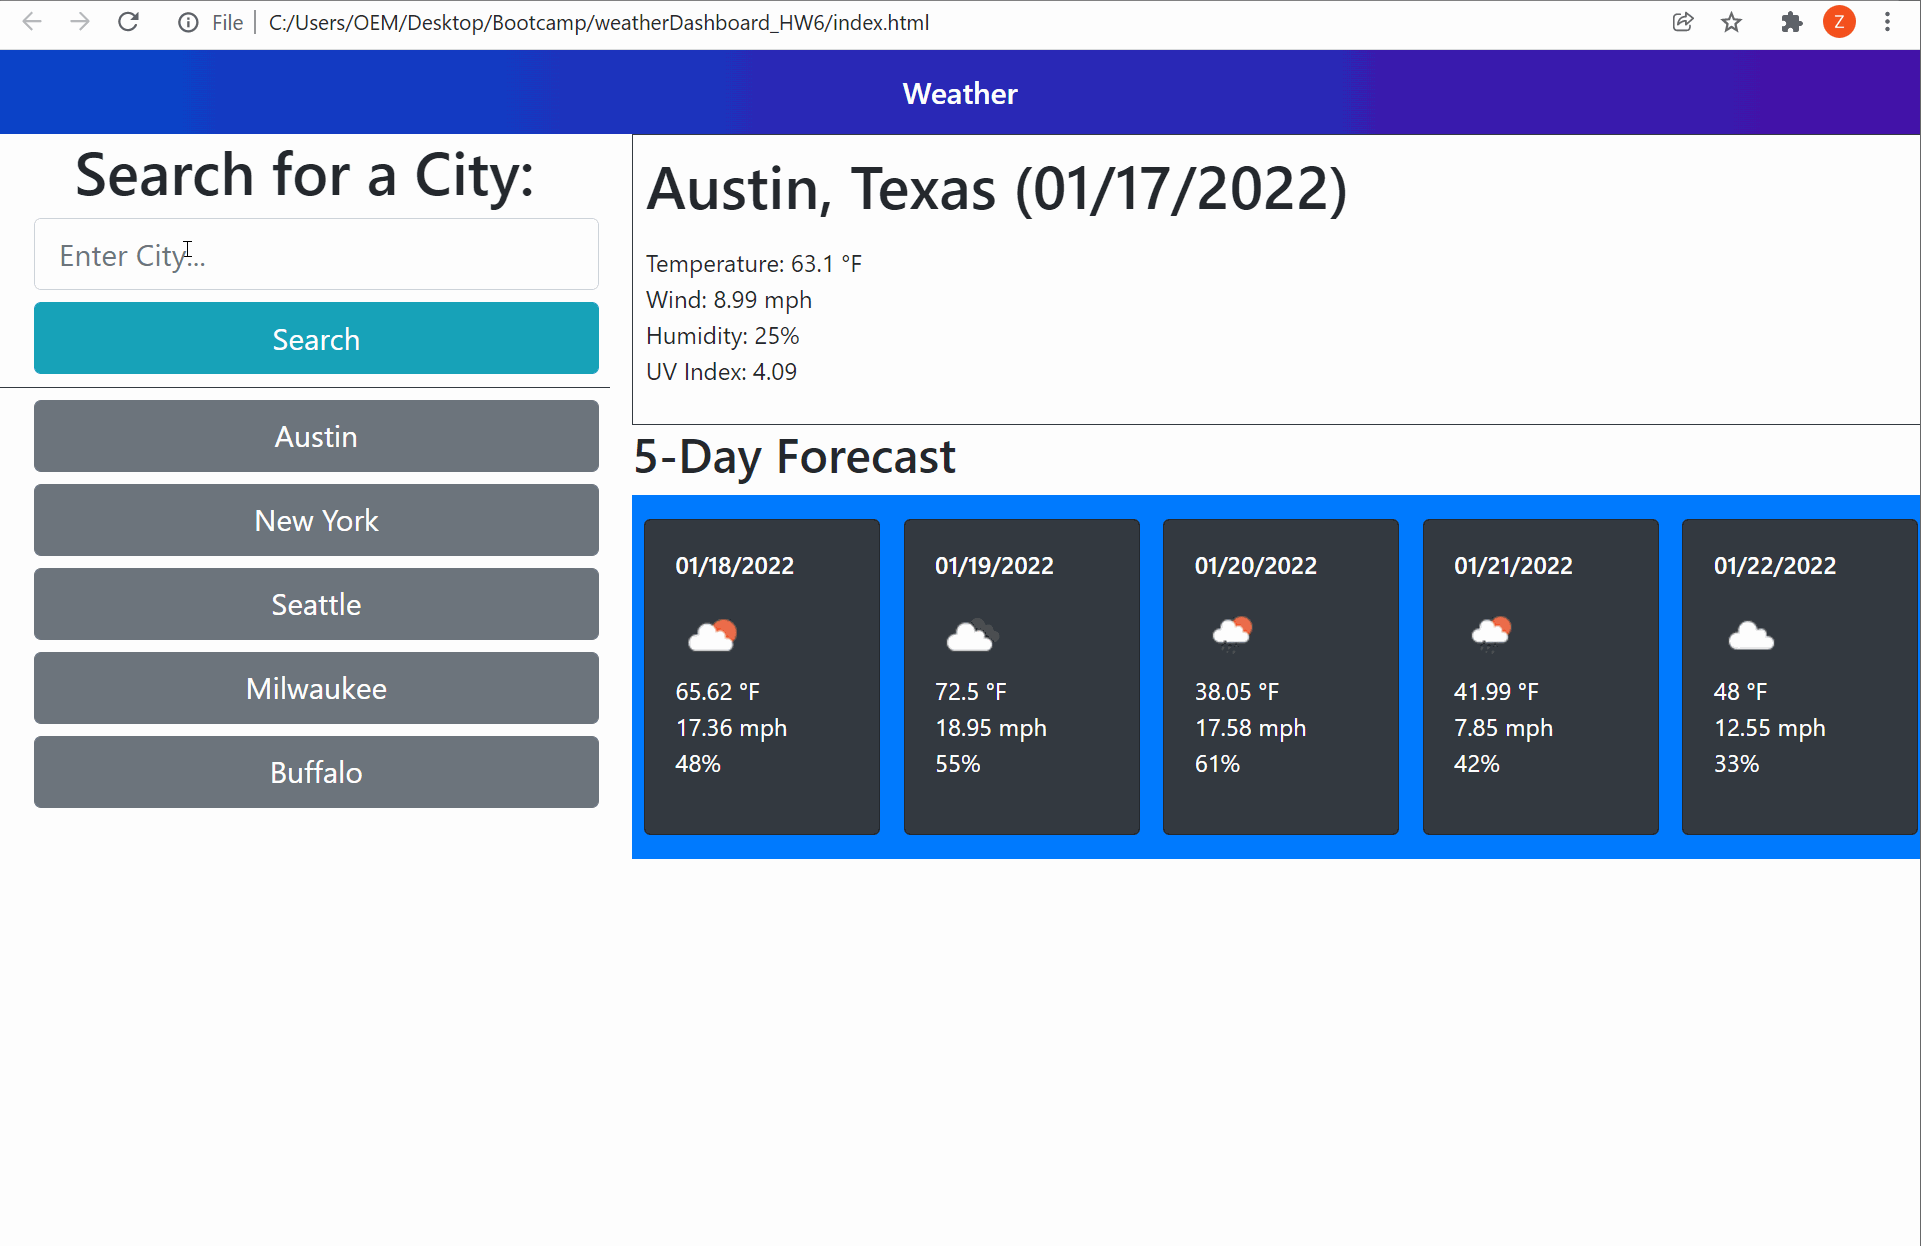 File C:/Users/OEM/Desktop/Bootcamp/weatherDashboard_HW6/index.html
Z
Weather
Search for a City:
Enter City...
Search
Austin
New York
Seattle
Milwaukee
Buffalo
Austin, Texas (01/17/2022)
Temperature: 63.1 °F
Wind: 8.99 mph
Humidity: 25%
UV Index: 4.09
5-Day Forecast
01/18/2022
65.62 °F
17.36 mph
48%
01/19/2022
72.5 °F
18.95 mph
55%
01/20/2022
38.05 °F
17.58 mph
61%
01/21/2022
41.99 °F
7.85 mph
42%
01/22/2022
48 °F
12.55 mph
33%